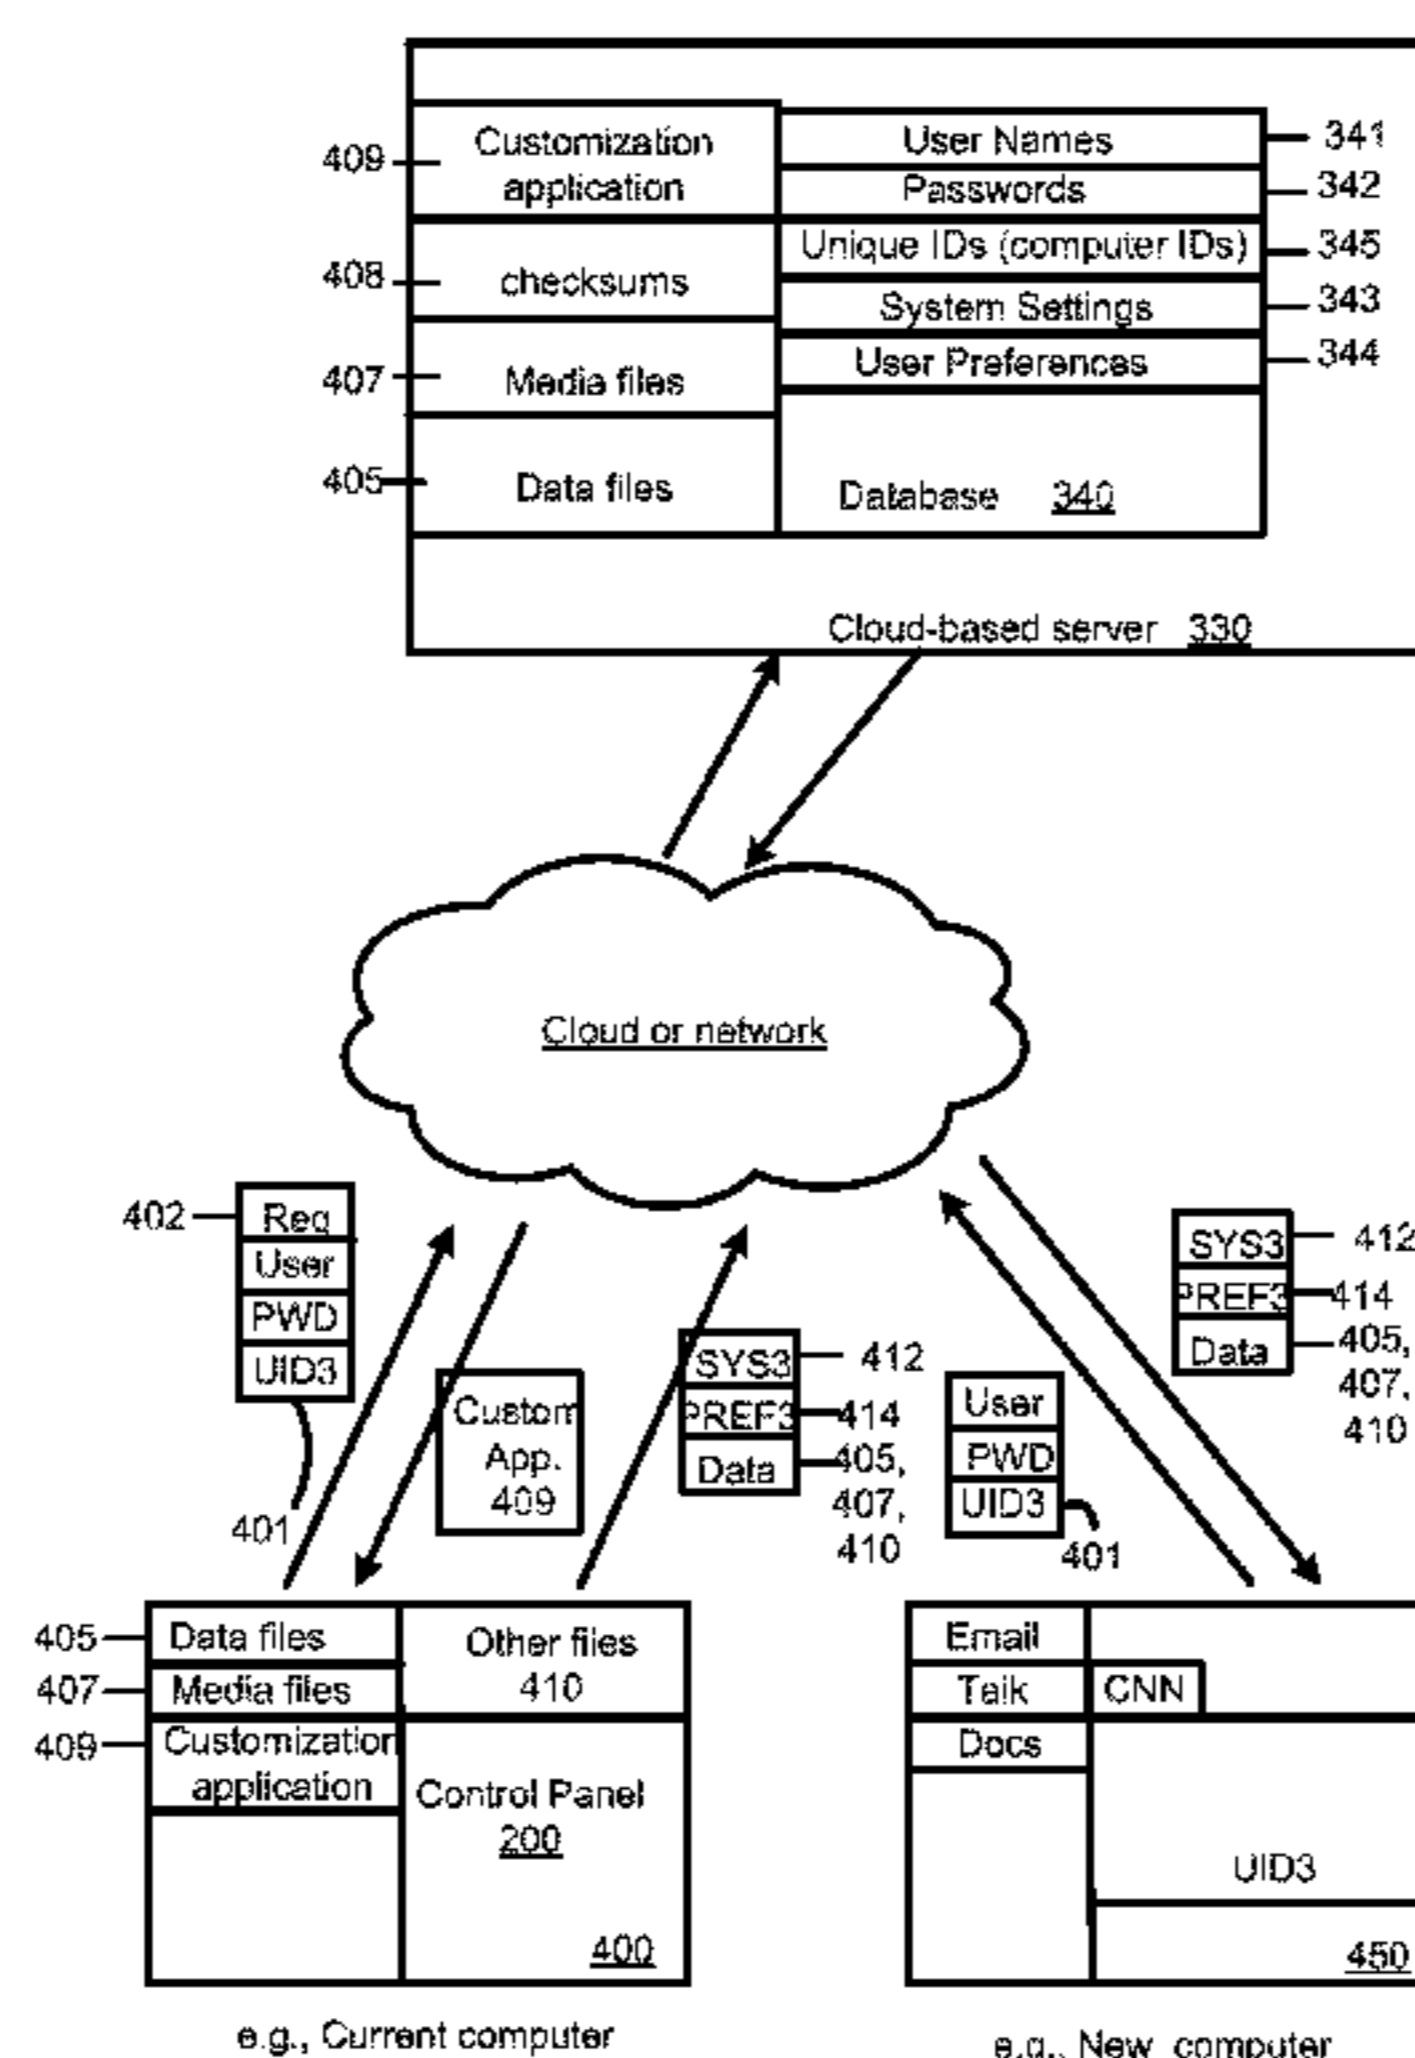 Customization
application
409
User Names
341
Passwords
342
Unique IDs (computer IDs)
345
checksums
408
System Settings
343
User Preferences
344
Media files
407
Data files
405
Database 340
Cloud-based server 330
Cloud or network
402
Req
User
PWD
UID3
401
Custom
App.
409
SYS3
412
PREF3
414
Data
405,
407,
410
User
PWD
UID3
401
SYS3
412
PREF3
414
Data
405,
407,
410
405
Data files
407
Media files
409
Customization
application
Other files
410
Control Panel
200
400
e.g., Current computer
Email
Talk
CNN
Docs
UID3
450
e.g., New computer